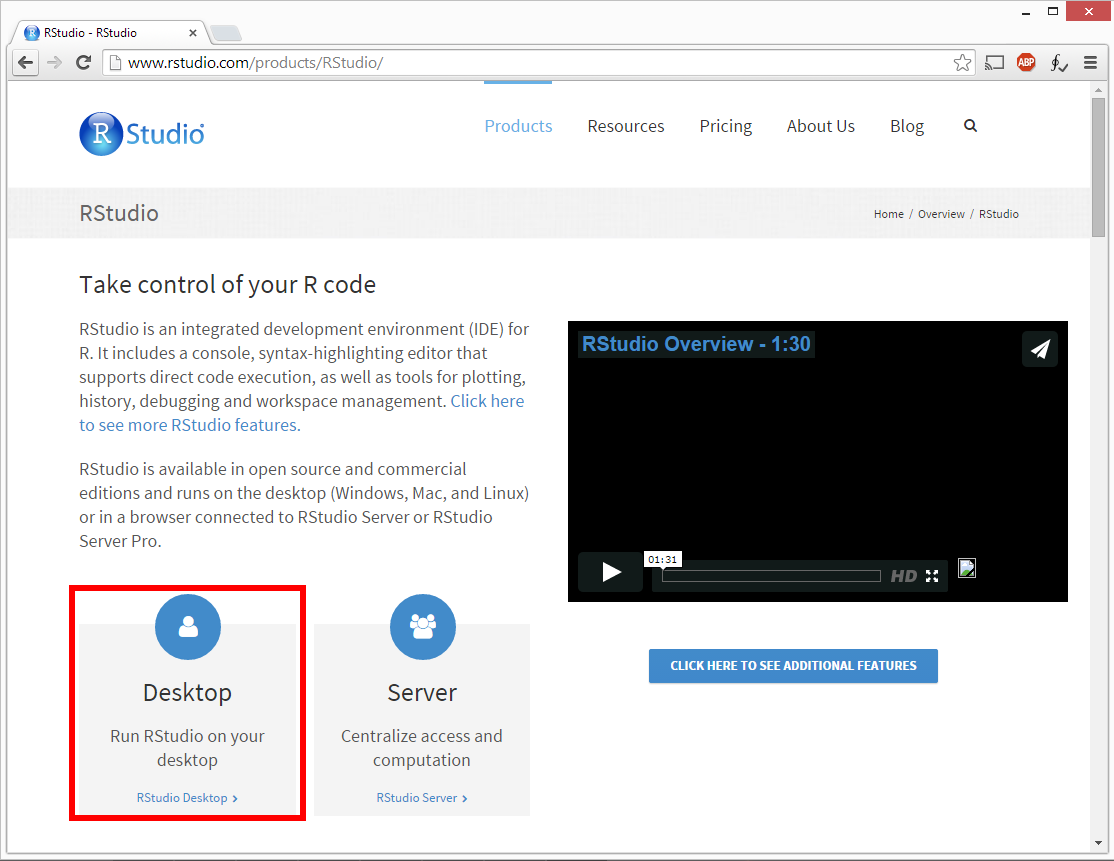 RStudio - RStudio
www.rstudio.com/products/RStudio/
ABP
R Studio
Products Resources Pricing About Us Blog
RStudio
Home / Overview / RStudio
Take control of your R code
RStudio is an integrated development environment (IDE) for
R. It includes a console, syntax-highlighting editor that
supports direct code execution, as well as tools for plotting,
history, debugging and workspace management. Click here
to see more RStudio features.
RStudio is available in open source and commercial
editions and runs on the desktop (Windows, Mac, and Linux)
or in a browser connected to RStudio Server or RStudio
Server Pro.
RStudio Overview - 1:30
01:31
HD
CLICK HERE TO SEE ADDITIONAL FEATURES
Desktop
Run RStudio on your
desktop
RStudio Desktop
Server
Centralize access and
computation
RStudio Server